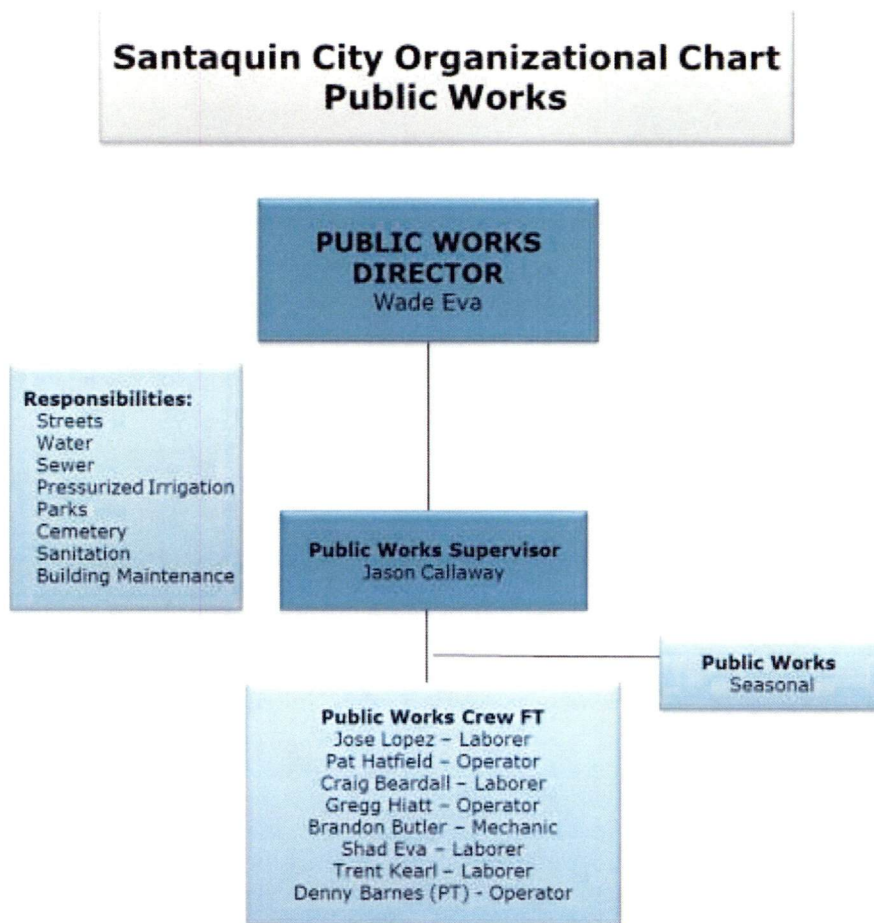 Santaquin City Organizational Chart
Public Works
PUBLIC WORKS
DIRECTOR
Wade Eva
Responsibilities:
Streets
Water
Sewer
Pressurized Irrigation
Parks
Cemetery
Sanitation
Building Maintenance
Public Works Supervisor
Jason Callaway
Public Works
Seasonal
Public Works Crew FT
Jose Lopez – Laborer
Pat Hatfield – Operator
Craig Beardall – Laborer
Gregg Hiatt – Operator
Brandon Butler – Mechanic
Shad Eva – Laborer
Trent Kearl – Laborer
Denny Barnes (PT) - Operator